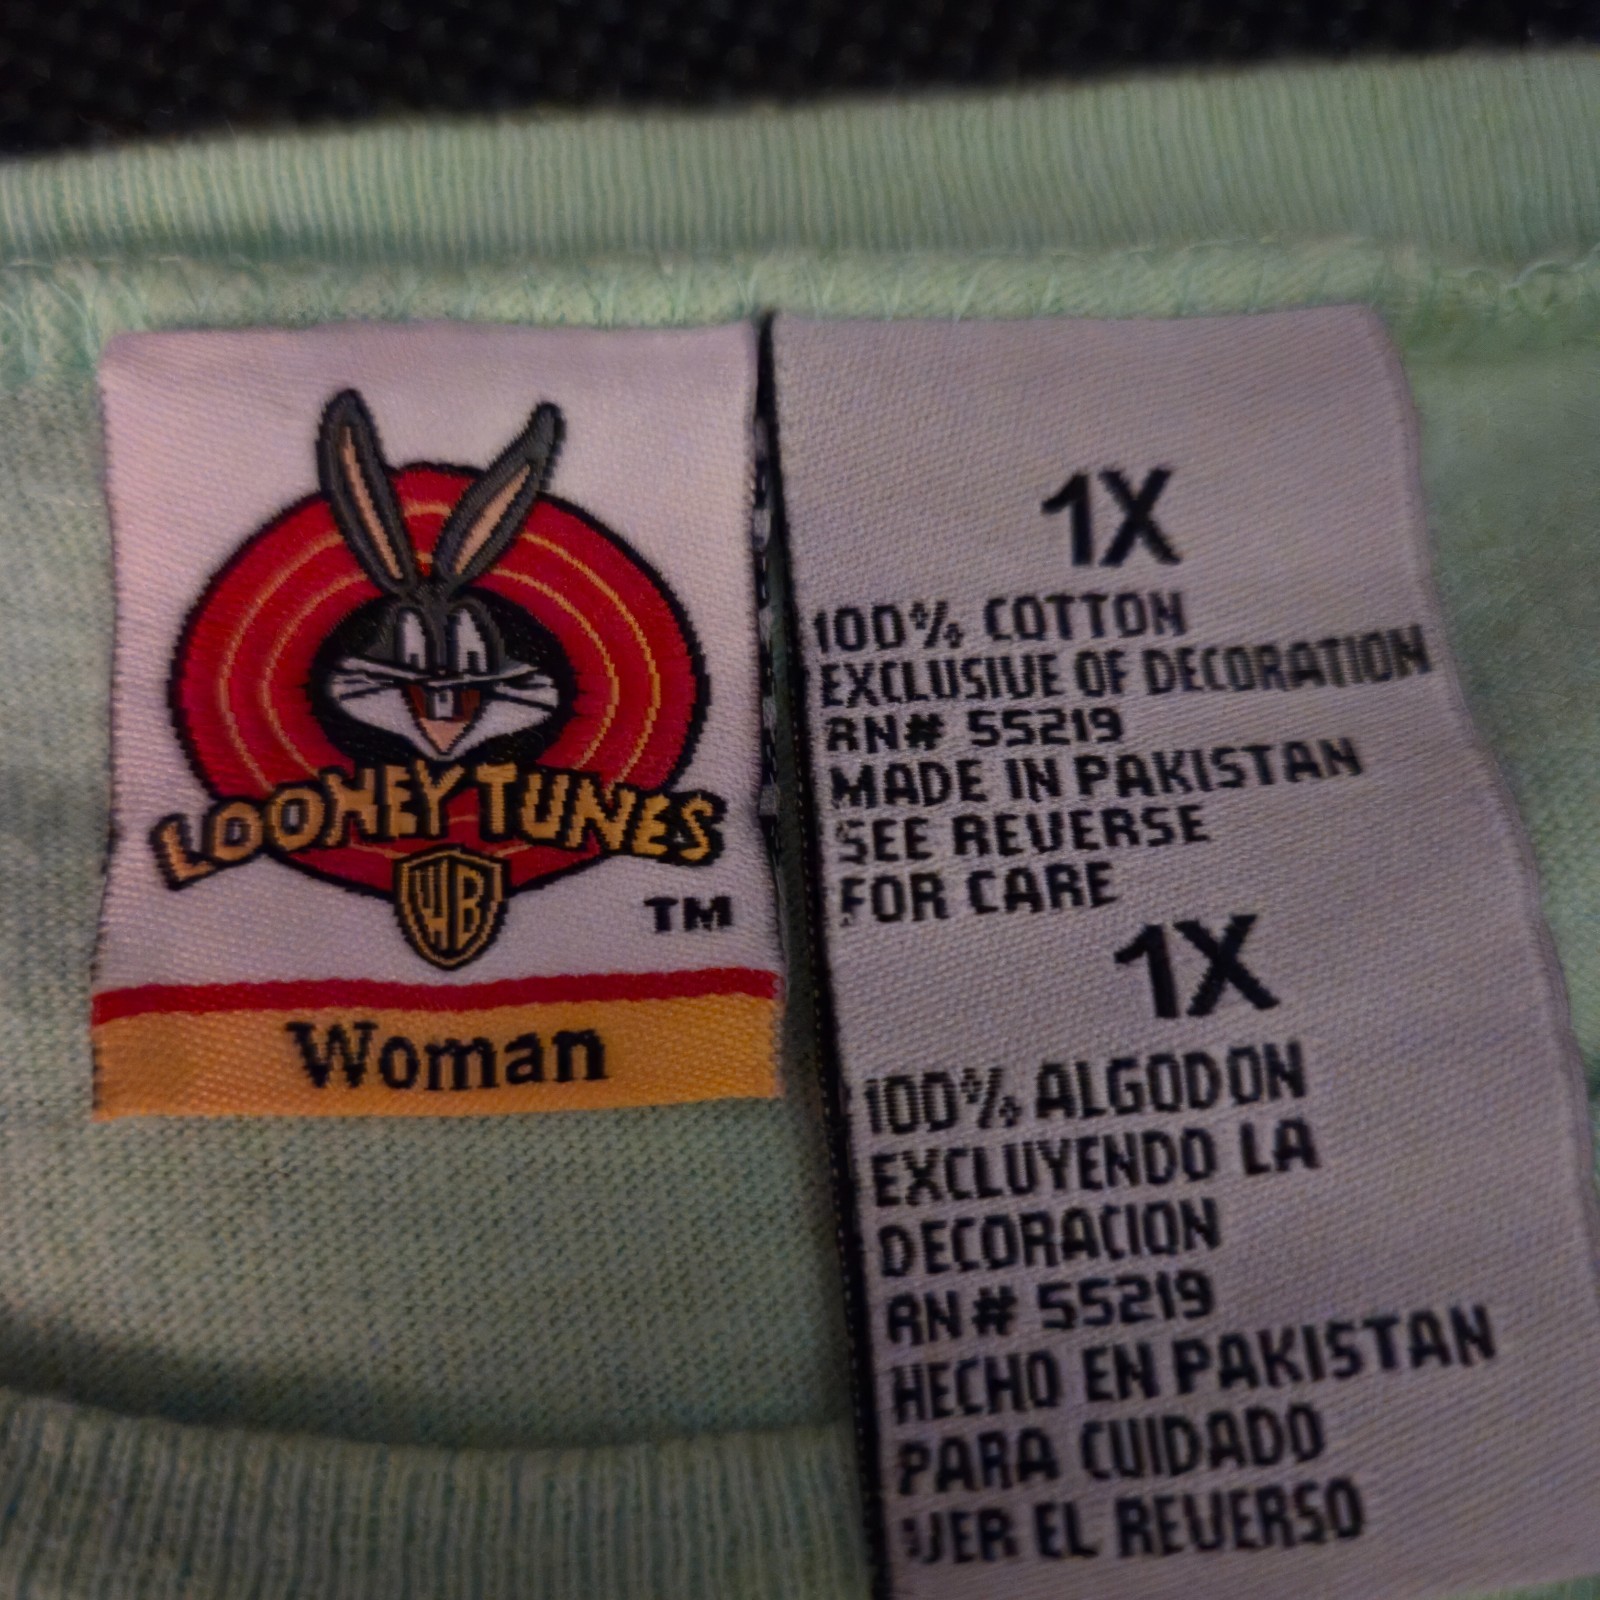 LOONEY TUNES
WB
TM
Woman
1X
100% COTTON
EXCLUSIVE OF DECORATION
RN# 55219
MADE IN PAKISTAN
SEE REVERSE
FOR CARE
1X
100% ALGODON
EXCLUYENDO LA
DECORACION
RN# 55219
HECHO EN PAKISTAN
PARA CUIDADO
VER EL REVERSO